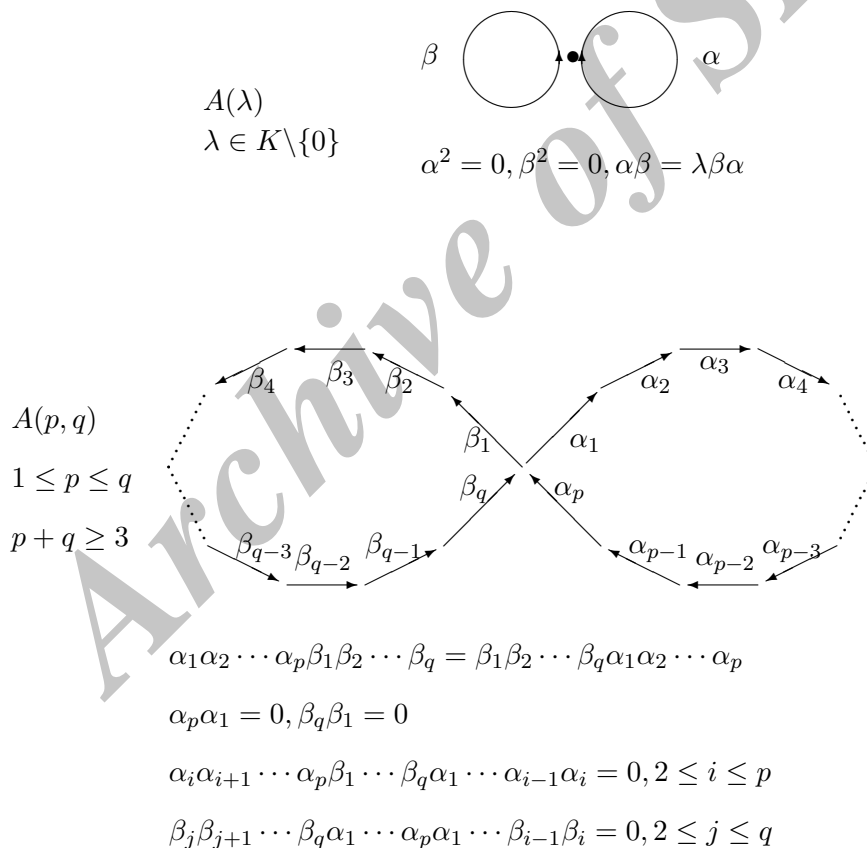 β α
A(λ)
λ ∈ K\{0}
α² = 0, β² = 0, αβ = λβα
β₄ β₃ β₂ α₂ α₃ α₄
A(p, q)
β₁ α₁
1 ≤ p ≤ q
β_q α_p
p + q ≥ 3
β_{q−3} β_{q−2} β_{q−1} α_{p−1} α_{p−2} α_{p−3}
α₁α₂ ⋯ α_pβ₁β₂ ⋯ β_q = β₁β₂ ⋯ β_qα₁α₂ ⋯ α_p
α_pα₁ = 0, β_qβ₁ = 0
α_iα_{i+1} ⋯ α_pβ₁ ⋯ β_qα₁ ⋯ α_{i−1}α_i = 0, 2 ≤ i ≤ p
β_jβ_{j+1} ⋯ β_qα₁ ⋯ α_pα₁ ⋯ β_{i−1}β_i = 0, 2 ≤ j ≤ q
Archive of